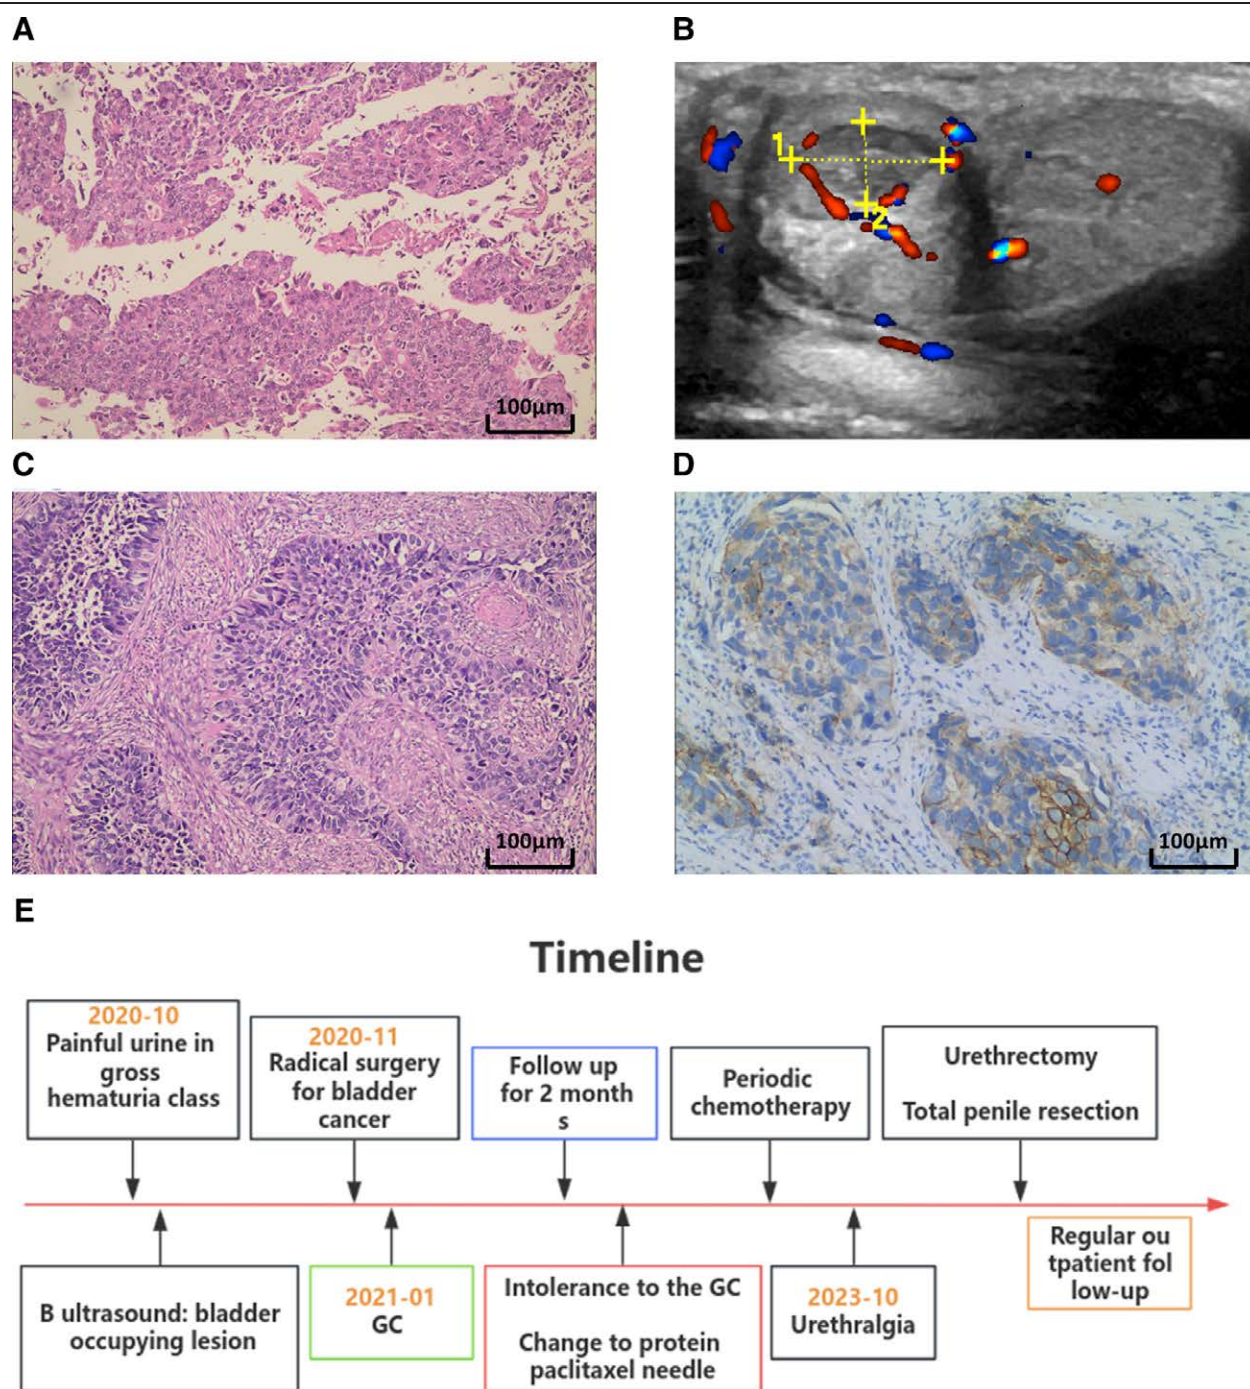 A
B
100μm
1
2
C
D
100μm
100μm
E
Timeline
2020-10
Painful urine in
gross
hematuria class
2020-11
Radical surgery
for bladder
cancer
Follow up
for 2 month
s
Periodic
chemotherapy
Urethrectomy
Total penile resection
B ultrasound: bladder
occupying lesion
2021-01
GC
Intolerance to the GC
Change to protein
paclitaxel needle
2023-10
Urethralgia
Regular ou
tpatient fol
low-up